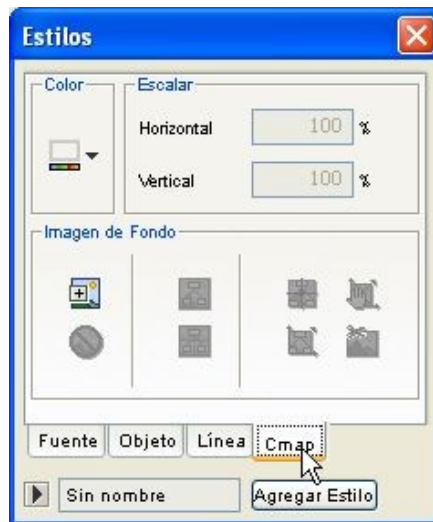 Estilos
Color
Escalar
Horizontal 100 %
Vertical 100 %
Imagen de Fondo
Fuente Objeto Línea Cmap
Sin nombre Agregar Estilo